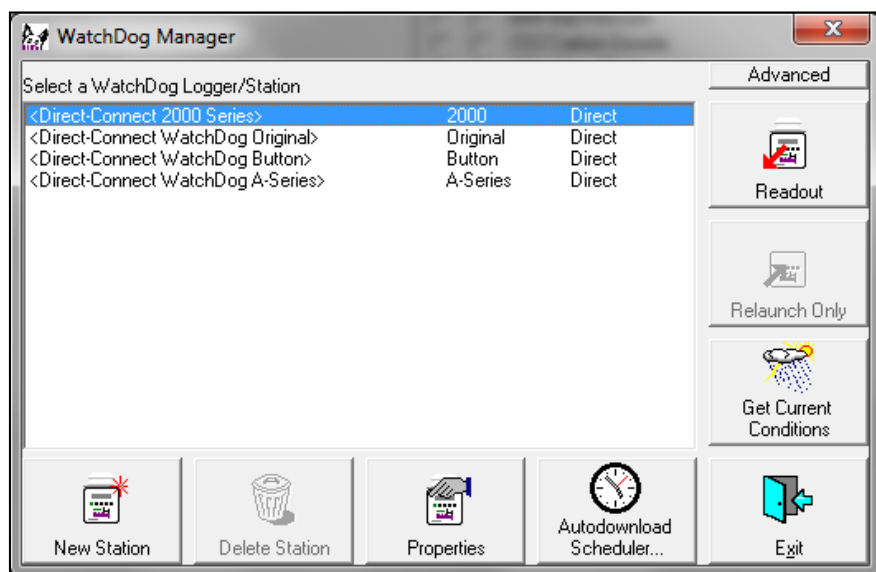 WatchDog Manager
Select a WatchDog Logger/Station
Advanced
<Direct-Connect 2000 Series> 2000 Direct
<Direct-Connect WatchDog Original> Original Direct
<Direct-Connect WatchDog Button> Button Direct
<Direct-Connect WatchDog A-Series> A-Series Direct
Readout
Relaunch Only
Get Current
Conditions
New Station
Delete Station
Properties
Autodownload
Scheduler...
Exit